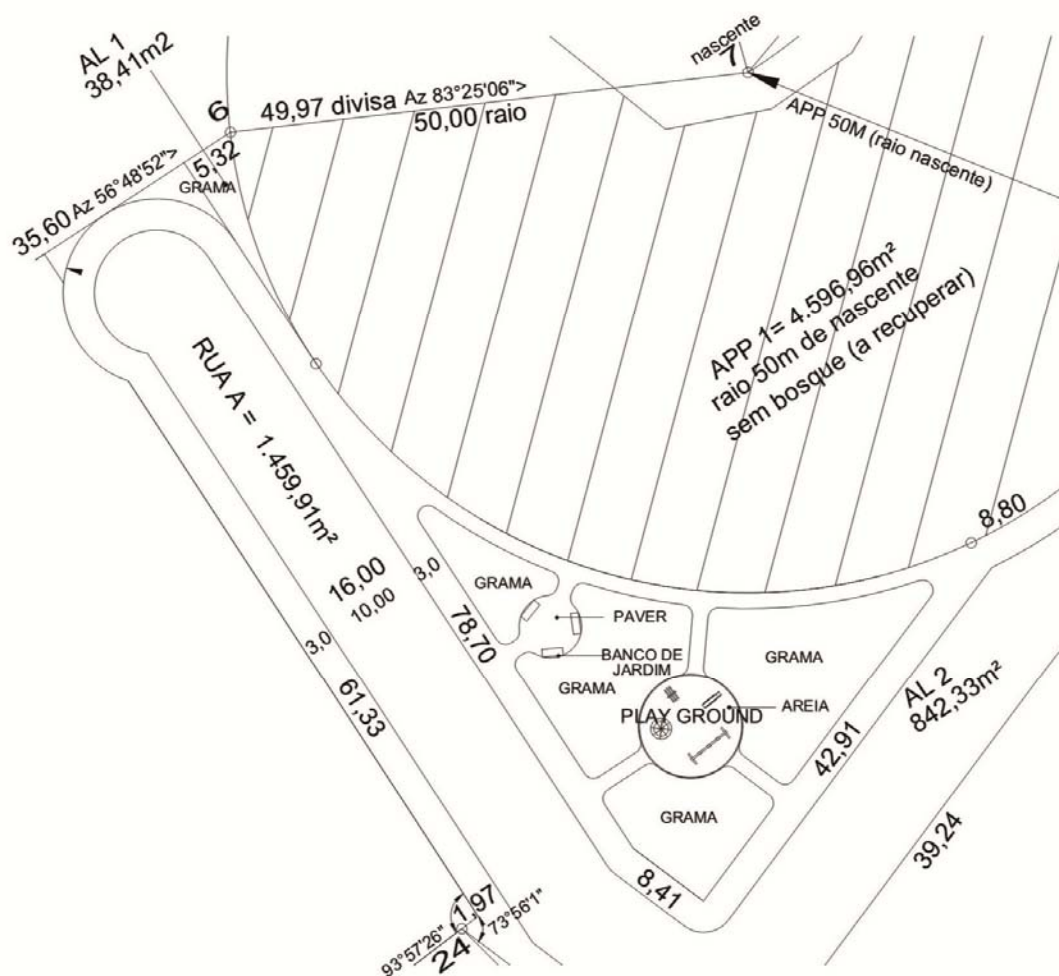 AL 1
38,41m2
nascente
7
6
49,97 divisa Az 83°25'06">
50,00 raio
APP 50M (raio nascente)
5,32
GRAMA
35,60 Az 56°48'52">
APP 1= 4.596,96m²
raio 50m de nascente
sem bosque (a recuperar)
RUA A = 1.459,91m²
16,00
10,00
3,0
3,0
78,70
61,33
8,80
GRAMA
PAVER
BANCO DE
JARDIM
GRAMA
GRAMA
AREIA
PLAY GROUND
GRAMA
AL 2
842,33m²
42,91
39,24
8,41
1,97
73°56'1"
93°57'26"
24